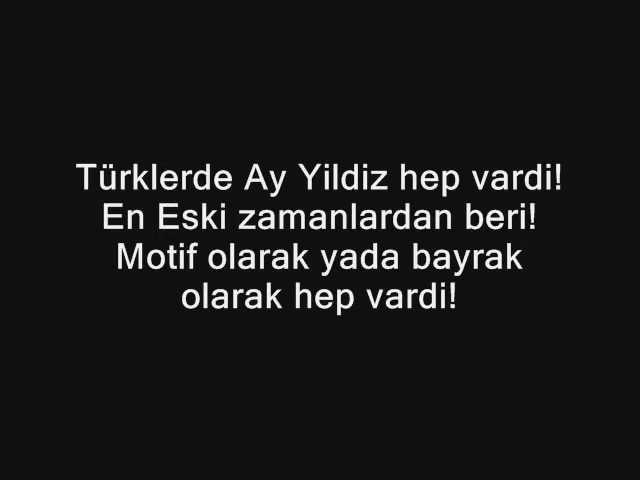 Türklerde Ay Yildiz hep vardi!
En Eski zamanlardan beri!
Motif olarak yada bayrak
olarak hep vardi!